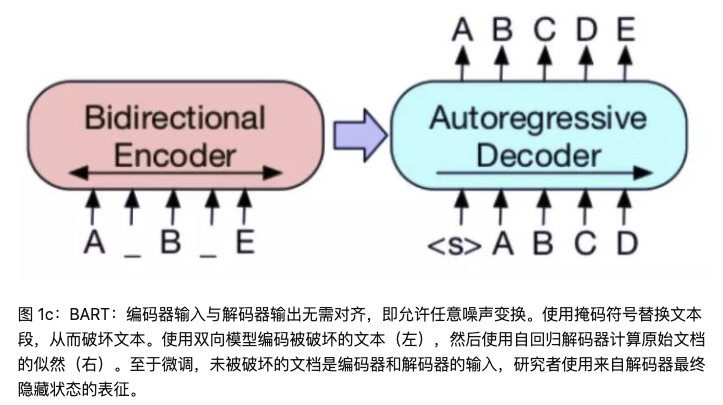 A B C D E
Bidirectional Encoder
Autoregressive Decoder
A _ B _ E
<s> A B C D
图 1c：BART：编码器输入与解码器输出无需对齐，即允许任意噪声变换。使用掩码符号替换文本
段，从而破坏文本。使用双向模型编码被破坏的文本（左），然后使用自回归解码器计算原始文档
的似然（右）。至于微调，未被破坏的文档是编码器和解码器的输入，研究者使用来自解码器最终
隐藏状态的表征。